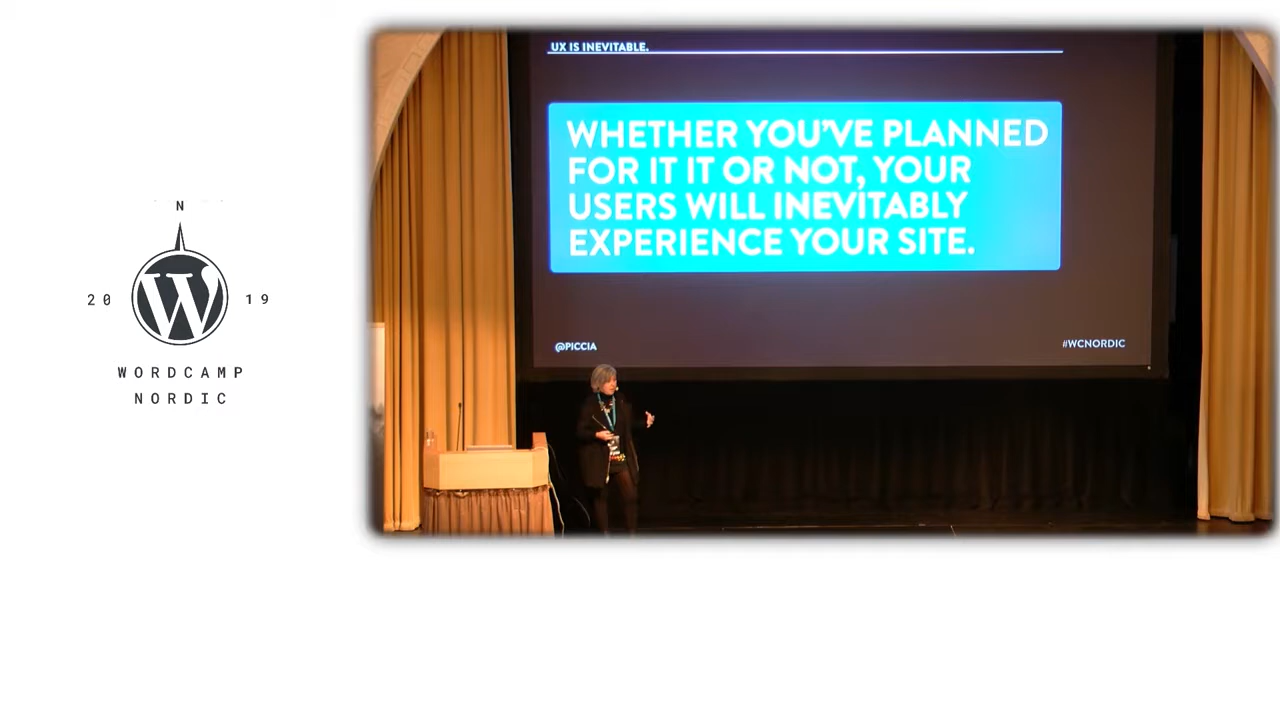 N
20 19
WORDCAMP
NORDIC
UX IS INEVITABLE.
WHETHER YOU'VE PLANNED
FOR IT IT OR NOT, YOUR
USERS WILL INEVITABLY
EXPERIENCE YOUR SITE.
@PICCIA
#WCNORDIC